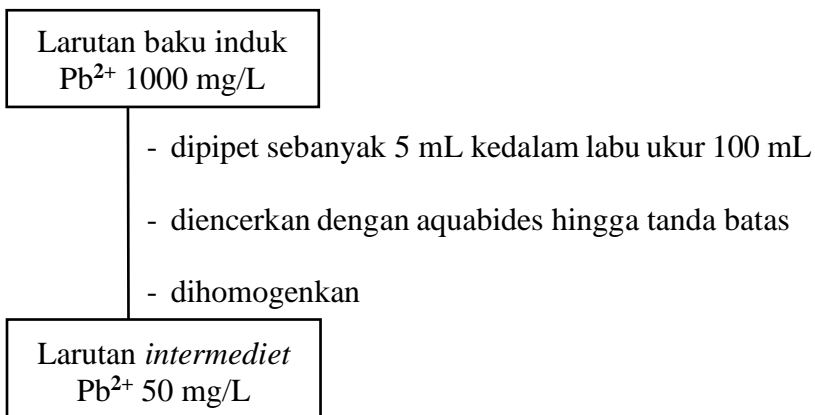 Larutan baku induk
Pb²⁺ 1000 mg/L
- dipipet sebanyak 5 mL kedalam labu ukur 100 mL
- diencerkan dengan aquabides hingga tanda batas
- dihomogenkan
Larutan intermediet
Pb²⁺ 50 mg/L